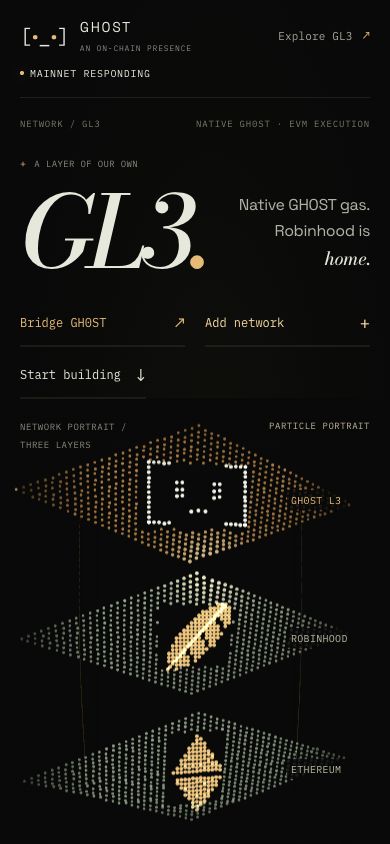 [·_·]
GHOST
AN ON-CHAIN PRESENCE
Explore GL3 ↗
MAINNET RESPONDING
NETWORK / GL3
NATIVE GH0ST · EVM EXECUTION
+ A LAYER OF OUR OWN
GL3.
Native GHOST gas.
Robinhood is
home.
Bridge GH0ST ↗
Add network +
Start building ↓
NETWORK PORTRAIT /
THREE LAYERS
PARTICLE PORTRAIT
GH0ST L3
ROBINHOOD
ETHEREUM